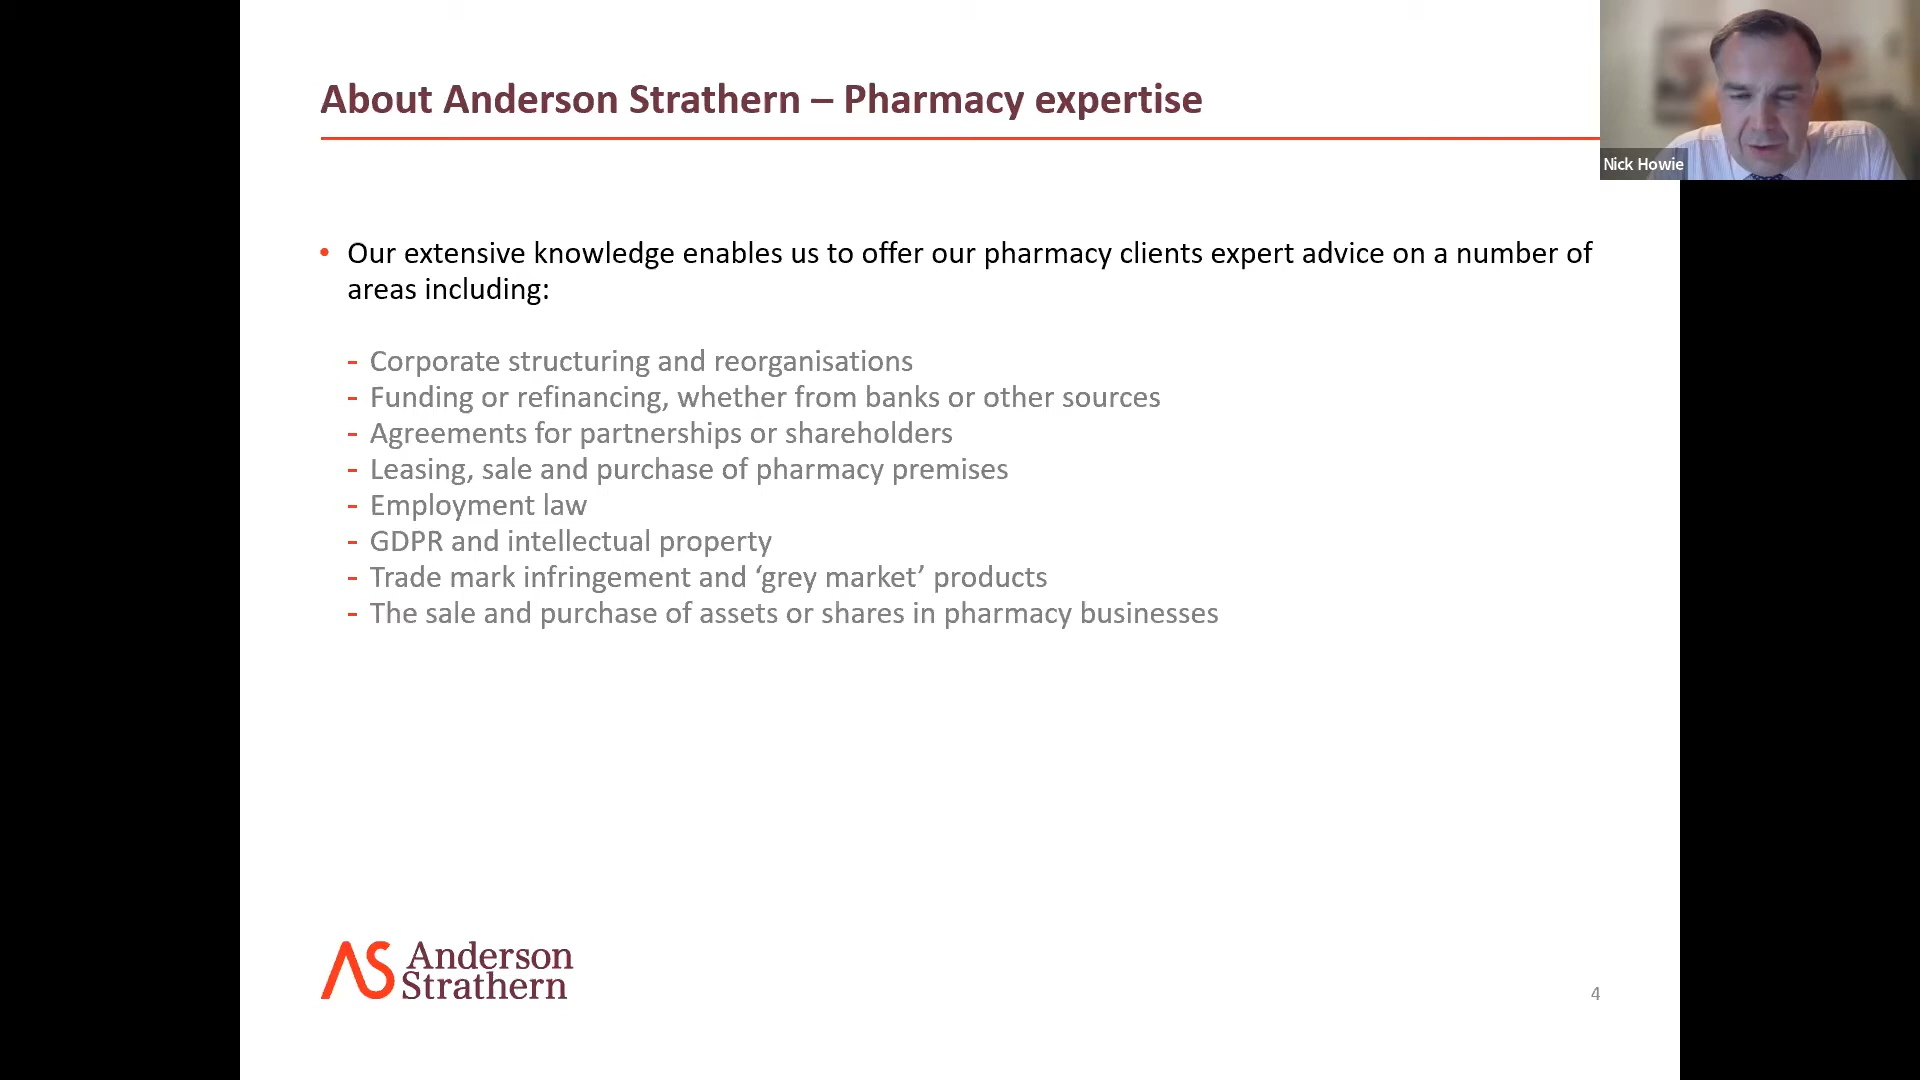 About Anderson Strathern – Pharmacy expertise
Nick Howie
• Our extensive knowledge enables us to offer our pharmacy clients expert advice on a number of
areas including:
- Corporate structuring and reorganisations
- Funding or refinancing, whether from banks or other sources
- Agreements for partnerships or shareholders
- Leasing, sale and purchase of pharmacy premises
- Employment law
- GDPR and intellectual property
- Trade mark infringement and ‘grey market’ products
- The sale and purchase of assets or shares in pharmacy businesses
AS Anderson
Strathern
4